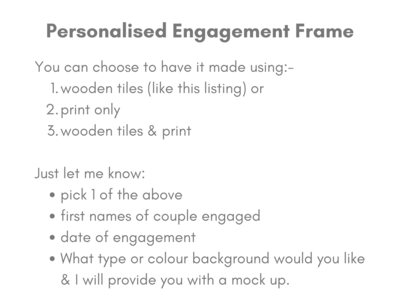 Personalised Engagement Frame
You can choose to have it made using:-
1. wooden tiles (like this listing) or
2. print only
3. wooden tiles & print
Just let me know:
• pick 1 of the above
• first names of couple engaged
• date of engagement
• What type or colour background would you like
& I will provide you with a mock up.